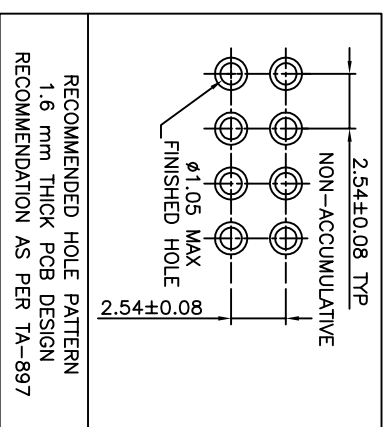 2.54±0.08 TYP
NON-ACCUMULATIVE
2.54±0.08
ø1.05 MAX
FINISHED HOLE
RECOMMENDED HOLE PATTERN
1.6 mm THICK PCB DESIGN
RECOMMENDATION AS PER TA-897